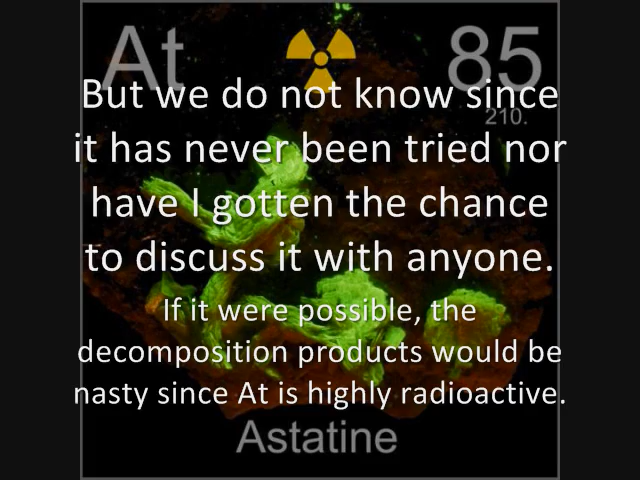 At 85
210.
But we do not know since
it has never been tried nor
have I gotten the chance
to discuss it with anyone.
If it were possible, the
decomposition products would be
nasty since At is highly radioactive.
Astatine